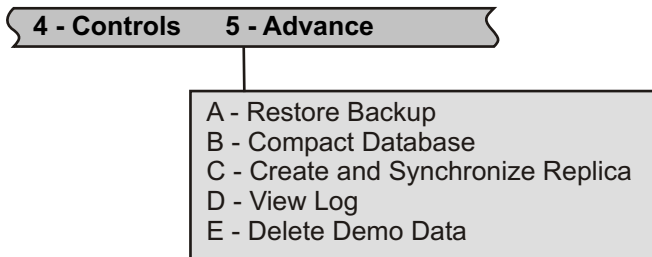 4 - Controls 5 - Advance
A - Restore Backup
B - Compact Database
C - Create and Synchronize Replica
D - View Log
E - Delete Demo Data